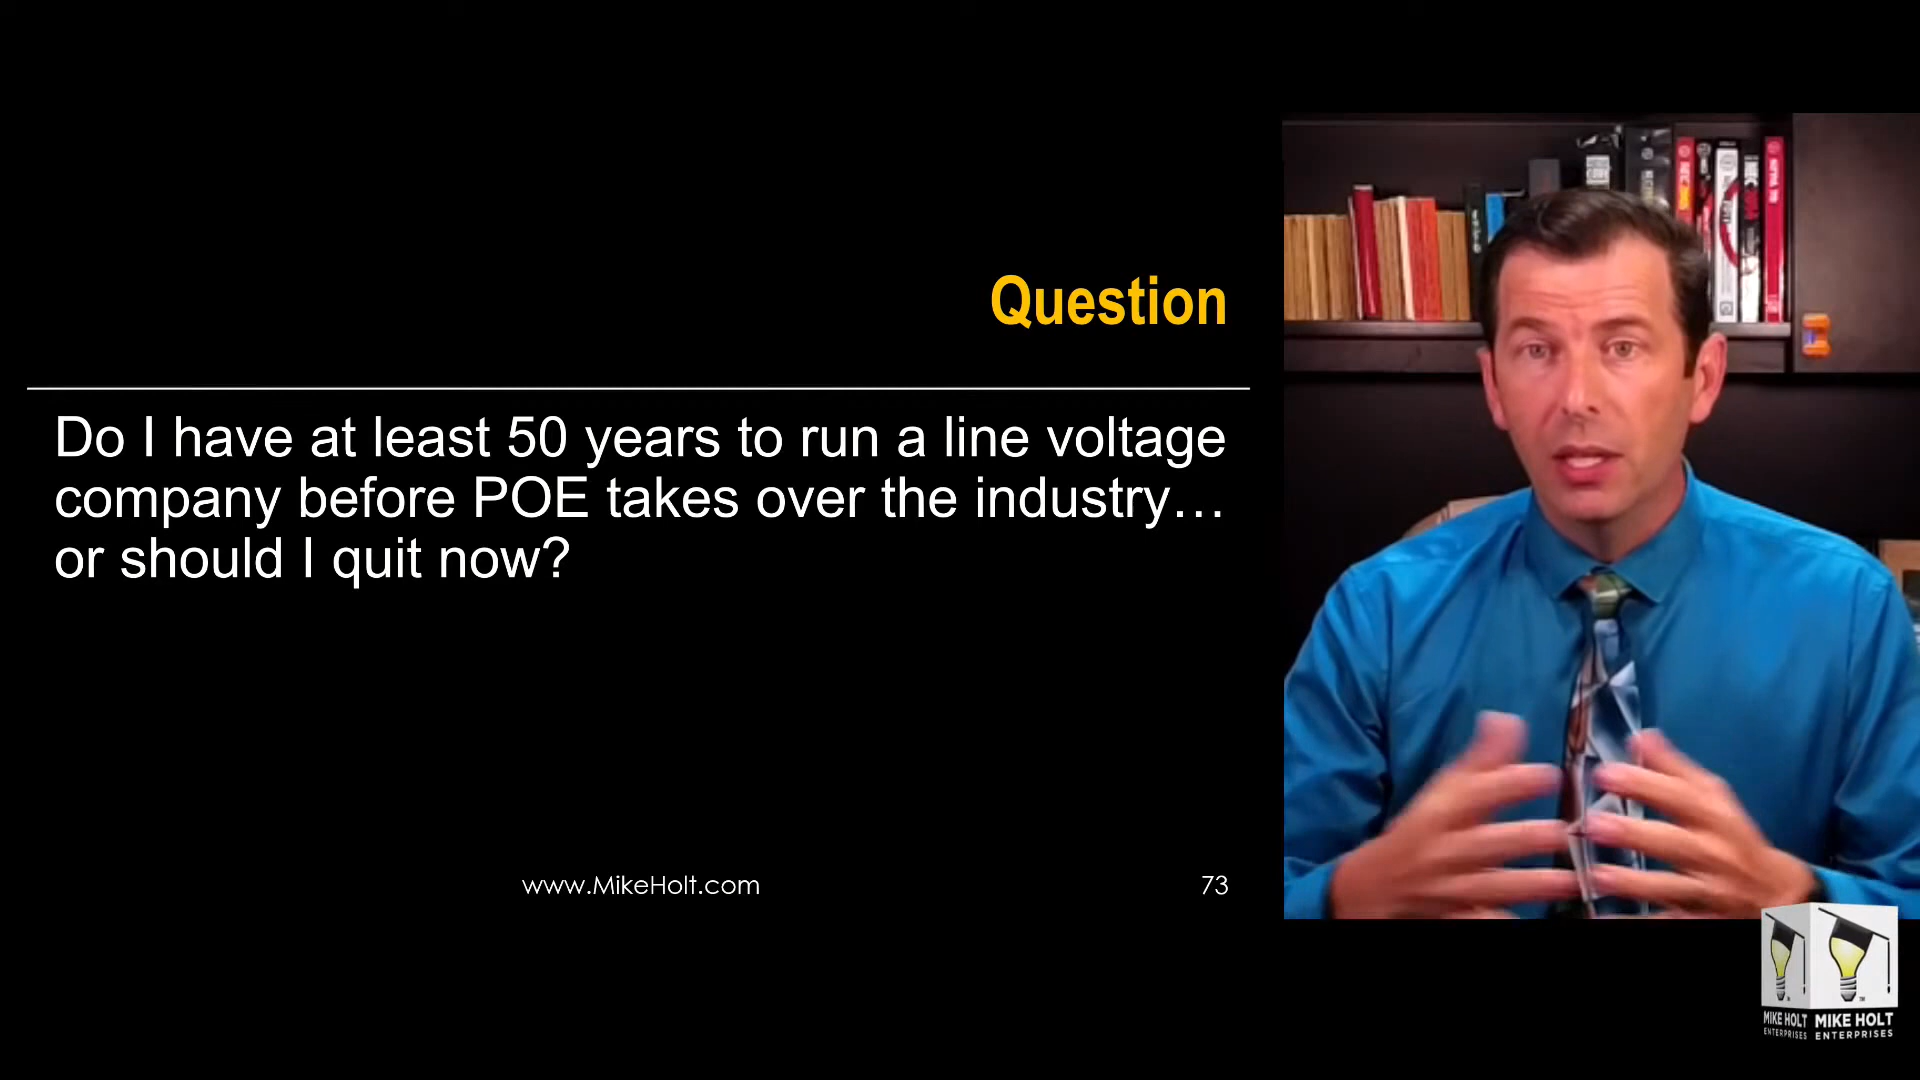 Question
Do I have at least 50 years to run a line voltage
company before POE takes over the industry…
or should I quit now?
www.MikeHolt.com
73
MIKE HOLT
ENTERPRISES
MIKE HOLT
ENTERPRISES